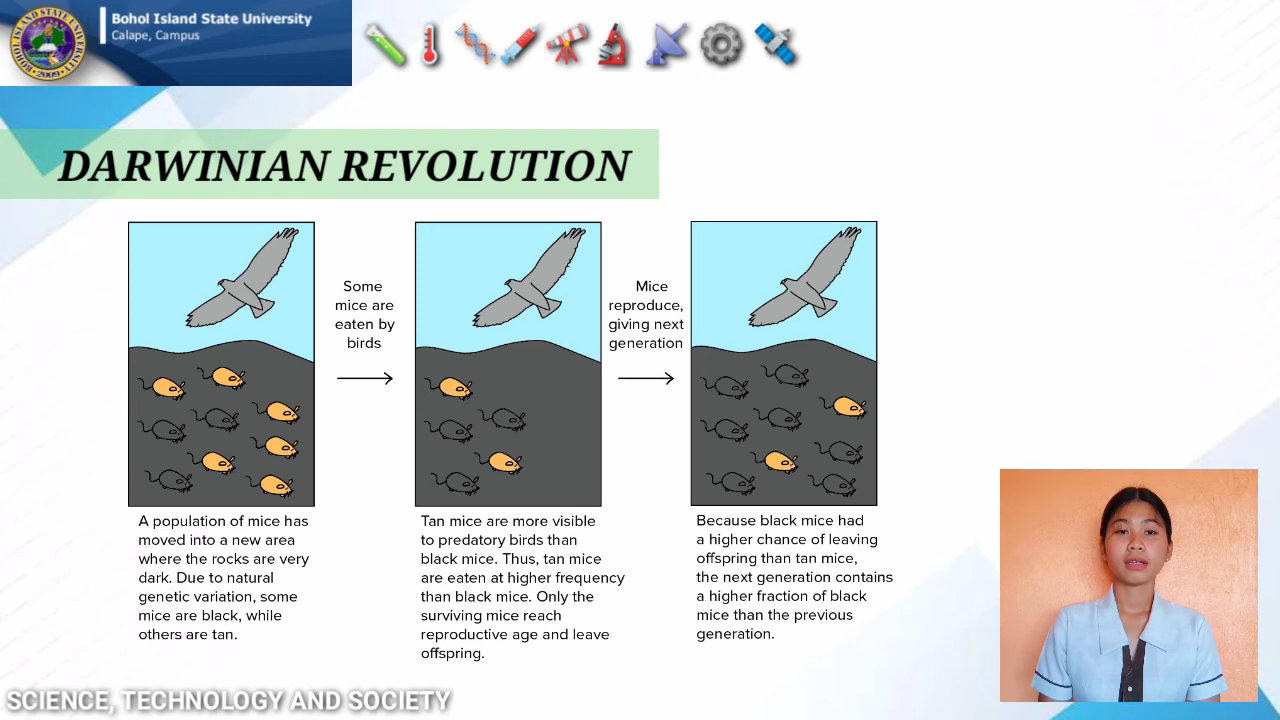 Bohol Island State University
Calape, Campus
DARWINIAN REVOLUTION
Some
mice are
eaten by
birds
Mice
reproduce,
giving next
generation
A population of mice has
moved into a new area
where the rocks are very
dark. Due to natural
genetic variation, some
mice are black, while
others are tan.
Tan mice are more visible
to predatory birds than
black mice. Thus, tan mice
are eaten at higher frequency
than black mice. Only the
surviving mice reach
reproductive age and leave
offspring.
Because black mice had
a higher chance of leaving
offspring than tan mice,
the next generation contains
a higher fraction of black
mice than the previous
generation.
SCIENCE, TECHNOLOGY AND SOCIETY